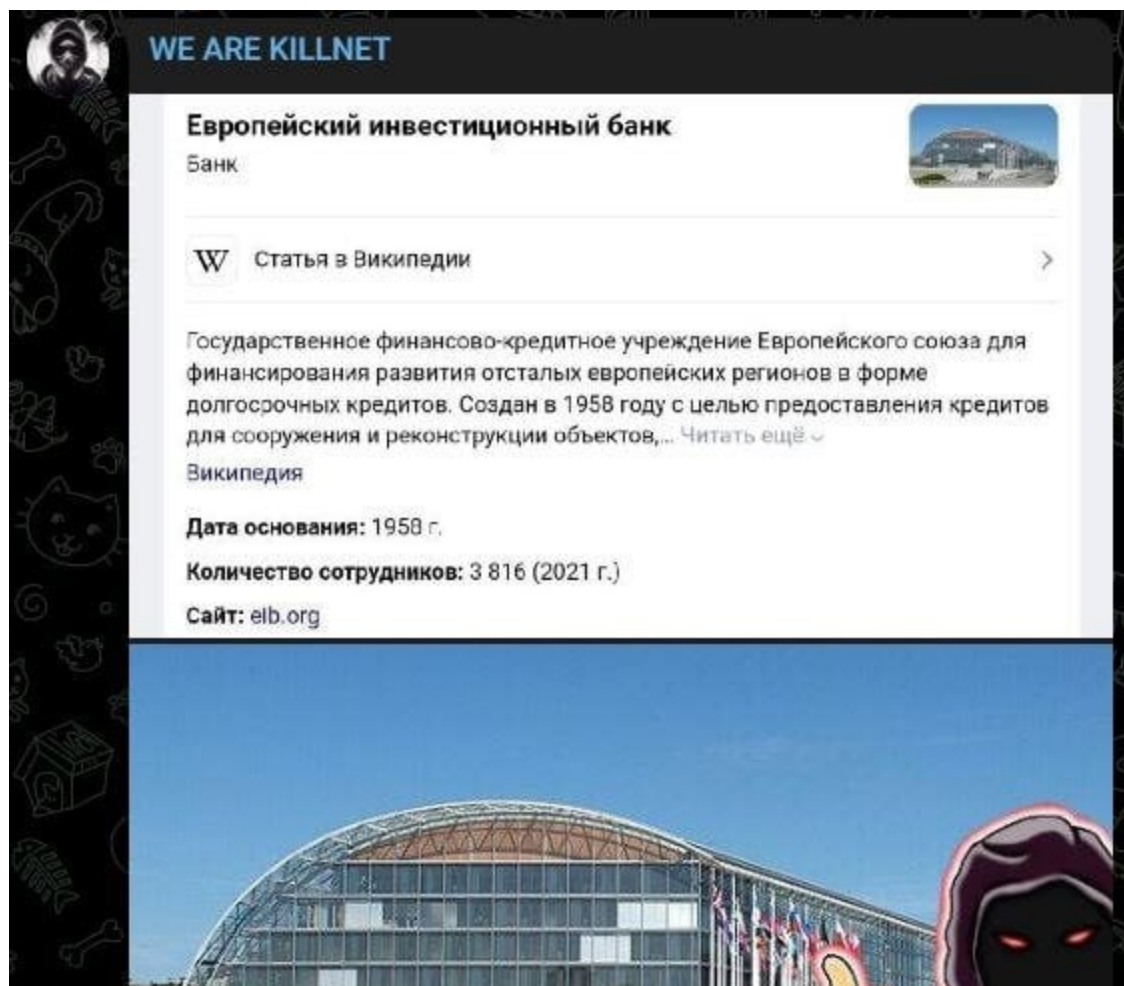 WE ARE KILLNET
Европейский инвестиционный банк
Банк
W Статья в Википедии
Государственное финансово-кредитное учреждение Европейского союза для
финансирования развития отсталых европейских регионов в форме
долгосрочных кредитов. Создан в 1958 году с целью предоставления кредитов
для сооружения и реконструкции объектов,... Читать ещё
Википедия
Дата основания: 1958 г.
Количество сотрудников: 3 816 (2021 г.)
Сайт: eib.org